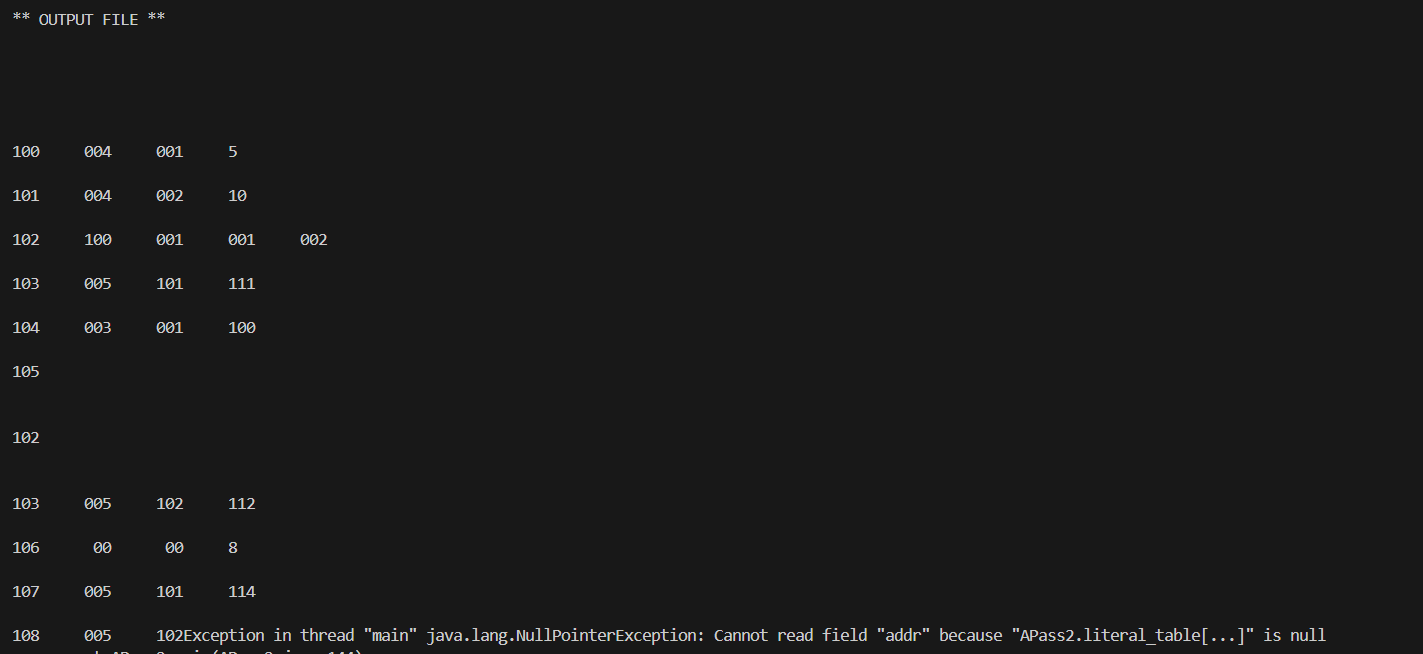 ** OUTPUT FILE **
100 004 001 5
101 004 002 10
102 100 001 001 002
103 005 101 111
104 003 001 100
105
102
103 005 102 112
106 00 00 8
107 005 101 114
108 005 102Exception in thread "main" java.lang.NullPointerException: Cannot read field "addr" because "APass2.literal_table[...]" is null